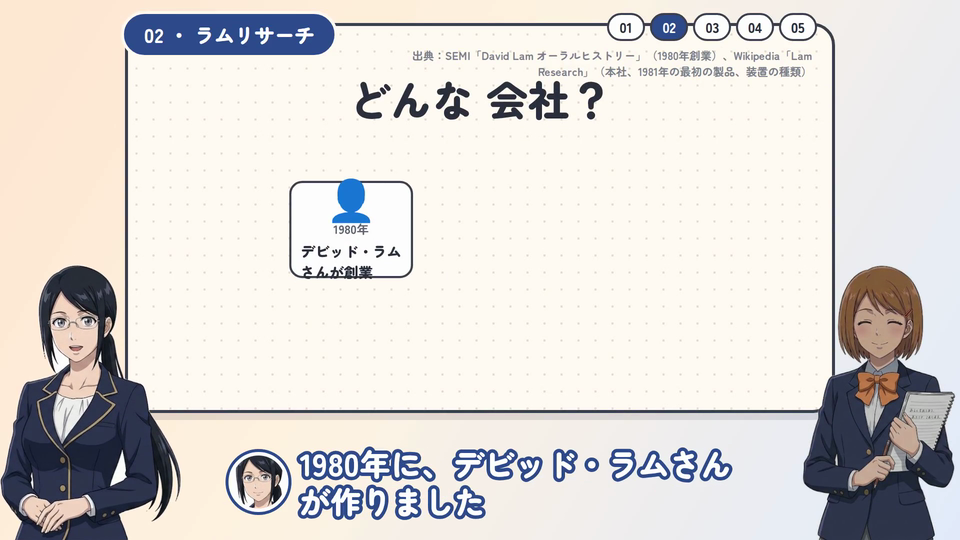 02 ・ ラムリサーチ
01 02 03 04 05
出典：SEMI「David Lam オーラルヒストリー」（1980年創業）、Wikipedia「Lam
Research」（本社、1981年の最初の製品、装置の種類）
どんな 会社？
1980年
デビッド・ラム
さんが創業
1980年に、デビッド・ラムさん
が作りました